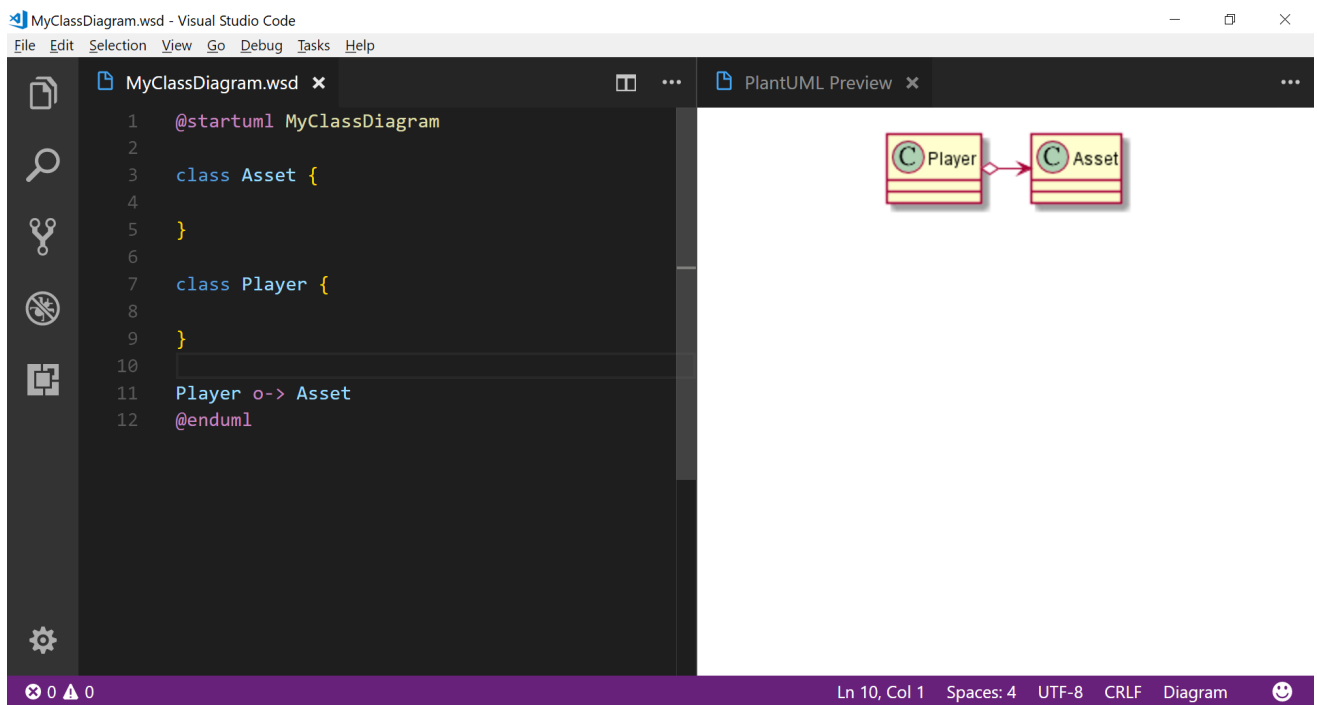 MyClassDiagram.wsd - Visual Studio Code
File Edit Selection View Go Debug Tasks Help
MyClassDiagram.wsd
PlantUML Preview
1 @startuml MyClassDiagram
2
3 class Asset {
4
5 }
6
7 class Player {
8
9 }
10
11 Player o-> Asset
12 @enduml
C Player
C Asset
0 0
Ln 10, Col 1 Spaces: 4 UTF-8 CRLF Diagram